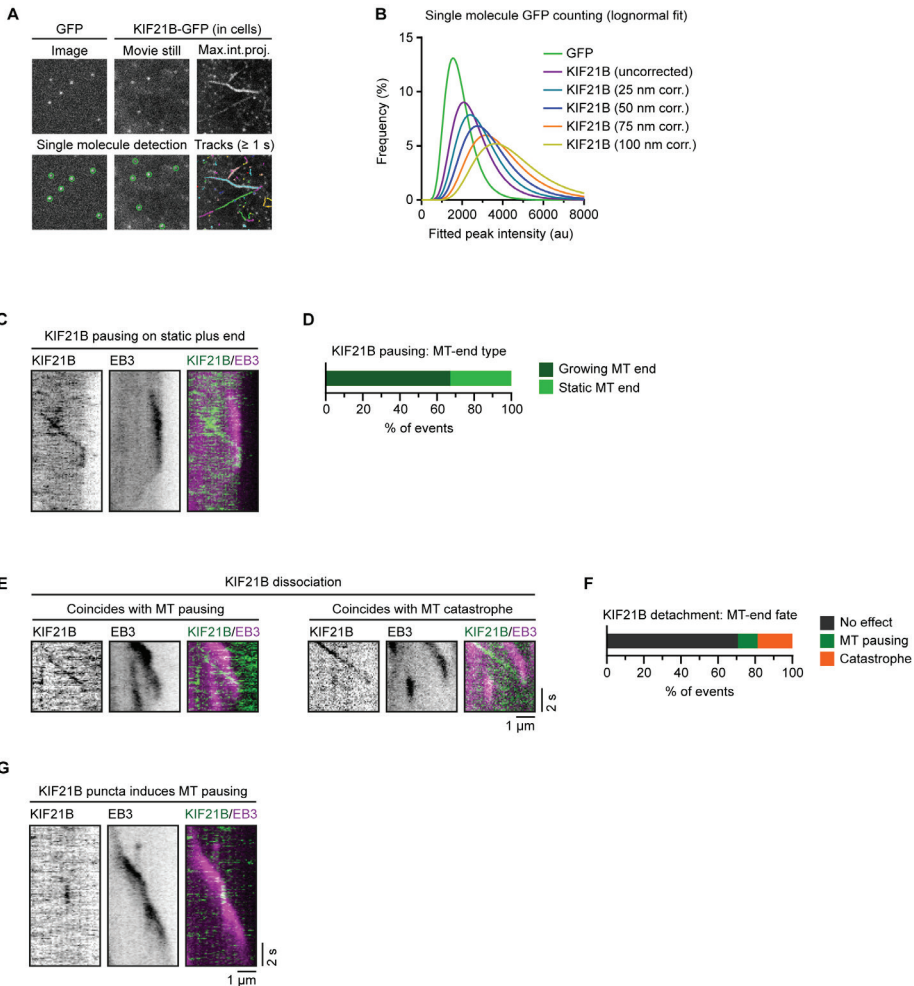 A
GFP
KIF21B-GFP (in cells)
Image
Movie still
Max.int.proj.
Single molecule detection
Tracks (≥ 1 s)
B
Single molecule GFP counting (lognormal fit)
15
10
5
0
Frequency (%)
0 2000 4000 6000 8000
Fitted peak intensity (au)
GFP
KIF21B (uncorrected)
KIF21B (25 nm corr.)
KIF21B (50 nm corr.)
KIF21B (75 nm corr.)
KIF21B (100 nm corr.)
C
KIF21B pausing on static plus end
KIF21B
EB3
KIF21B/EB3
D
KIF21B pausing: MT-end type
0 20 40 60 80 100
% of events
Growing MT end
Static MT end
E
KIF21B dissociation
Coincides with MT pausing
KIF21B
EB3
KIF21B/EB3
Coincides with MT catastrophe
KIF21B
EB3
KIF21B/EB3
2 s
1 µm
F
KIF21B detachment: MT-end fate
0 20 40 60 80 100
% of events
No effect
MT pausing
Catastrophe
G
KIF21B puncta induces MT pausing
KIF21B
EB3
KIF21B/EB3
2 s
1 µm